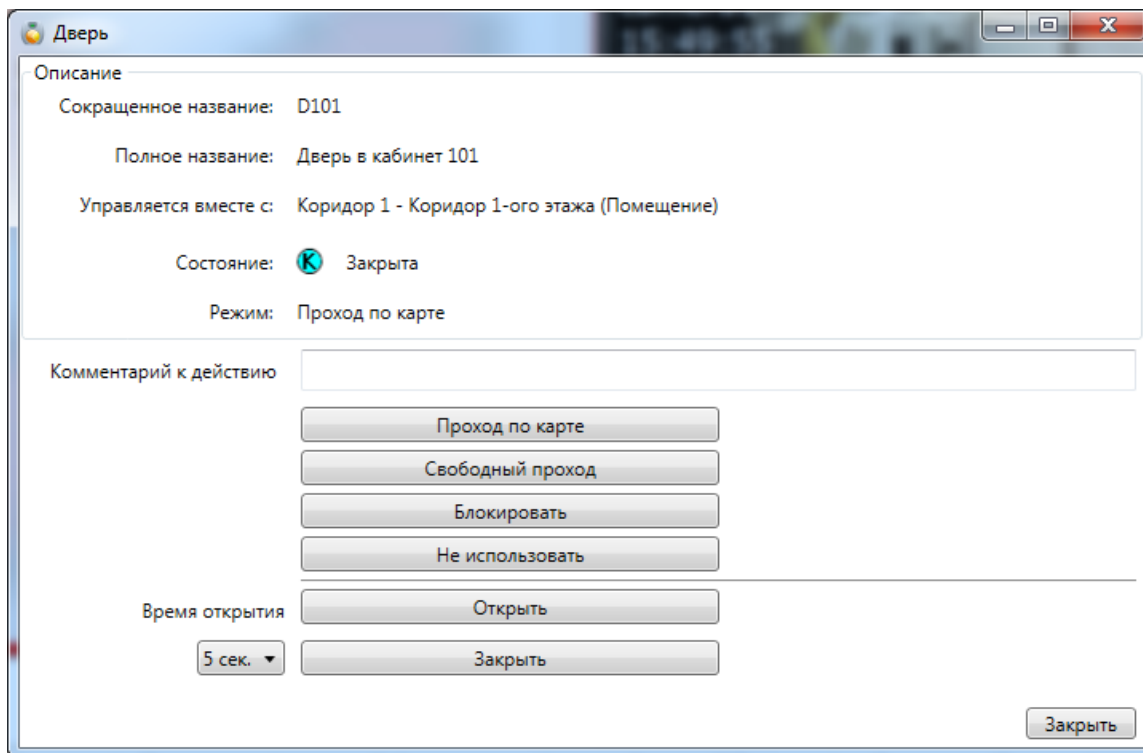 Дверь
Описание
Сокращенное название: D101
Полное название: Дверь в кабинет 101
Управляется вместе с: Коридор 1 - Коридор 1-ого этажа (Помещение)
Состояние: К Закрыта
Режим: Проход по карте
Комментарий к действию
Проход по карте
Свободный проход
Блокировать
Не использовать
Время открытия Открыть
5 сек. Закрыть
Закрыть